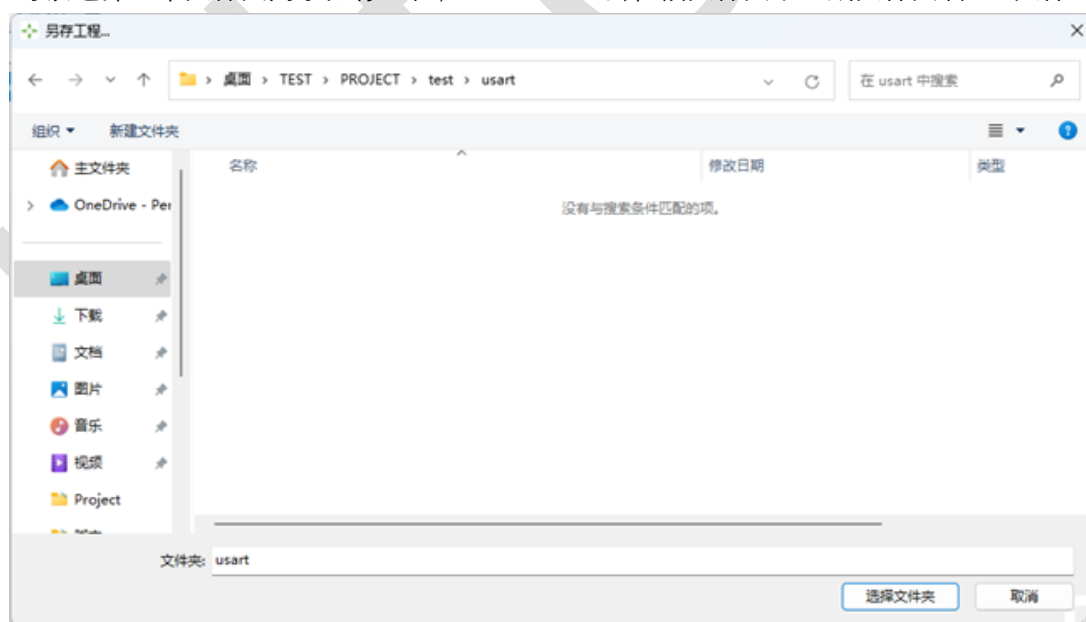 另存工程...
桌面 › TEST › PROJECT › test › usart
在 usart 中搜索
组织 新建文件夹
名称 修改日期 类型
没有与搜索条件匹配的项。
主文件夹
OneDrive - Per
桌面
下载
文档
图片
音乐
视频
Project
文件夹: usart
选择文件夹 取消